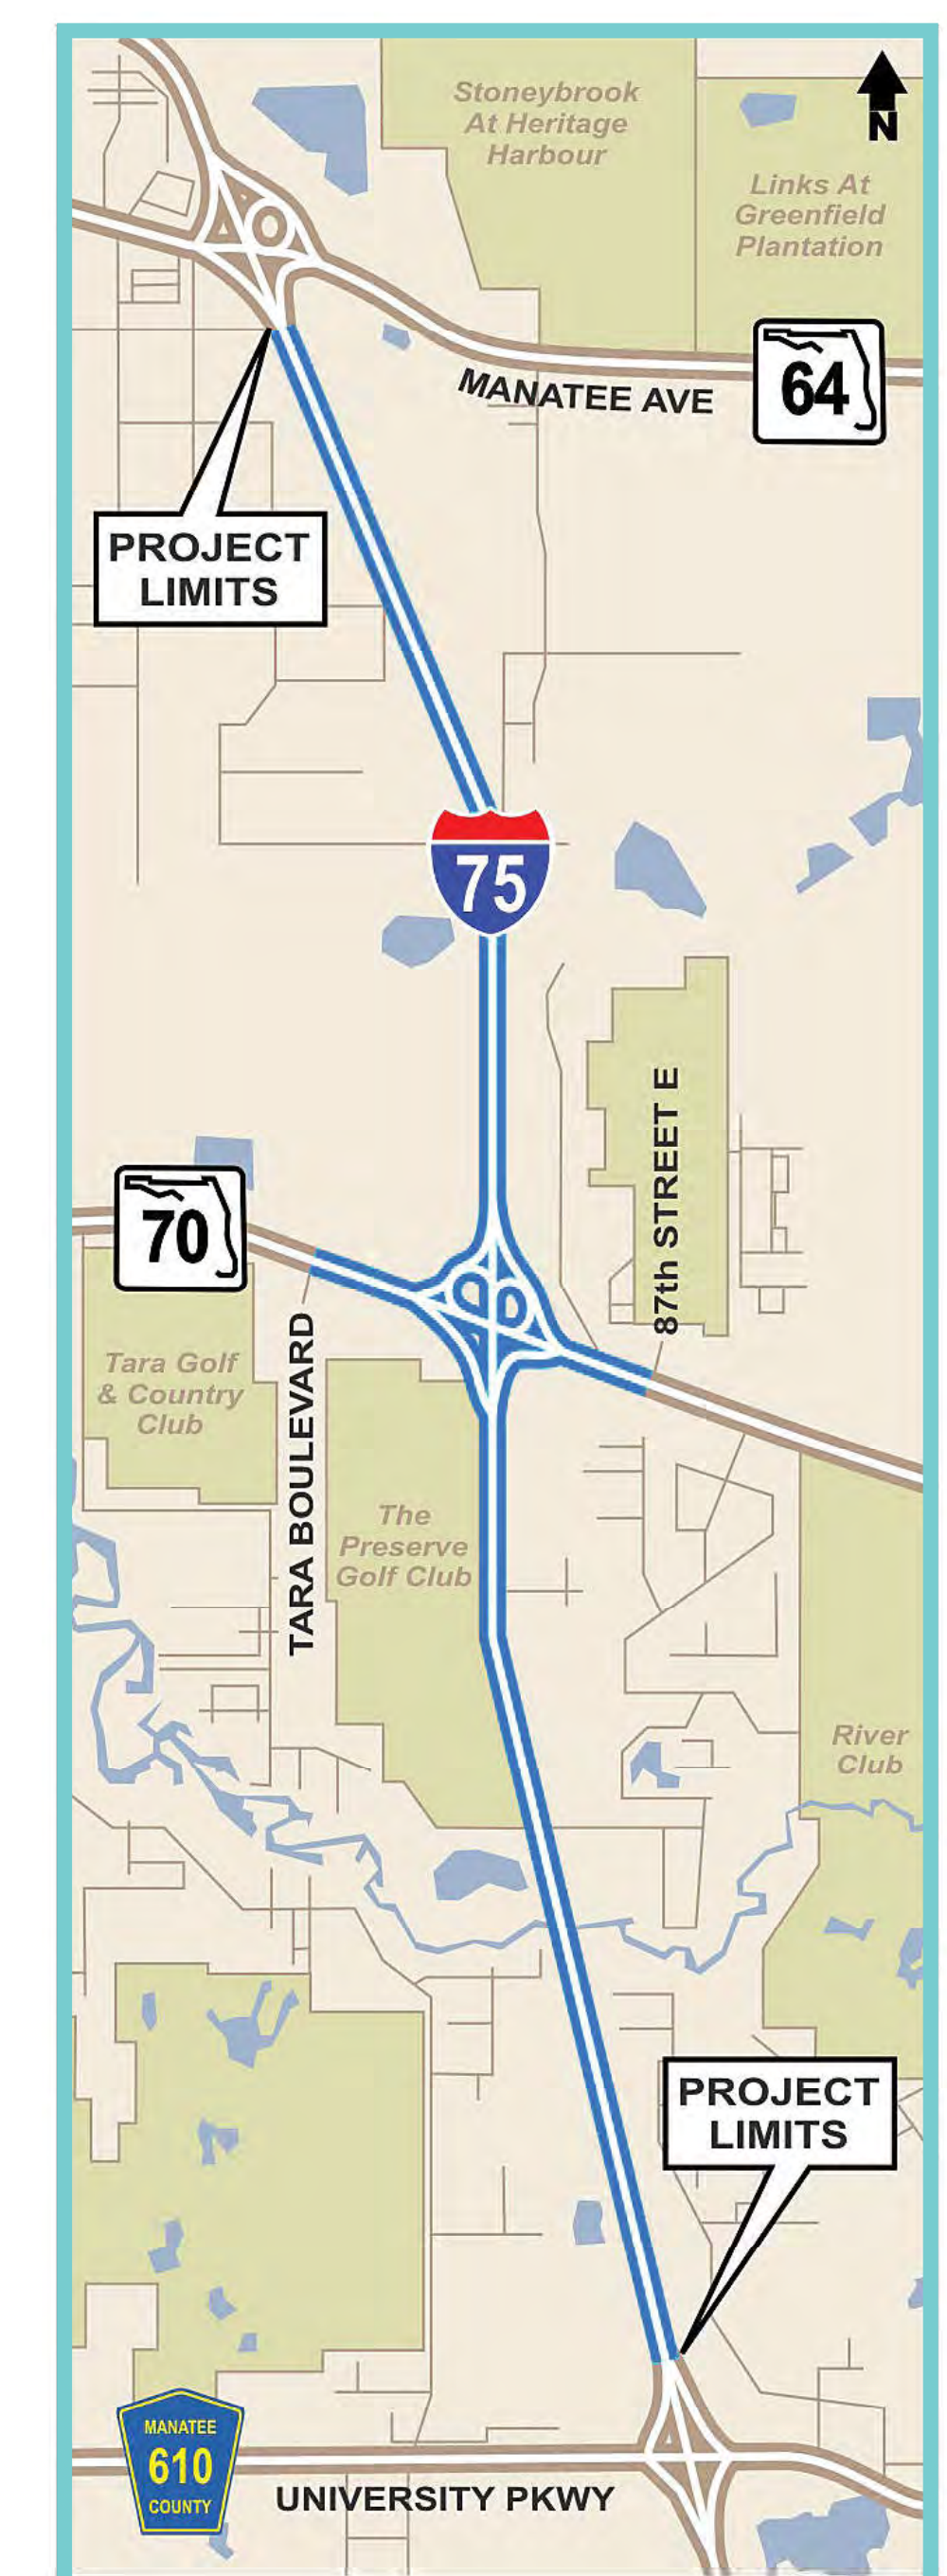 Stoneybrook
At Heritage
Harbour
N
Links At
Greenfield
Plantation
64
MANATEE AVE
PROJECT
LIMITS
75
87th STREET E
70
TARA BOULEVARD
Tara Golf
& Country
Club
The
Preserve
Golf Club
River
Club
PROJECT
LIMITS
MANATEE
610
COUNTY
UNIVERSITY PKWY